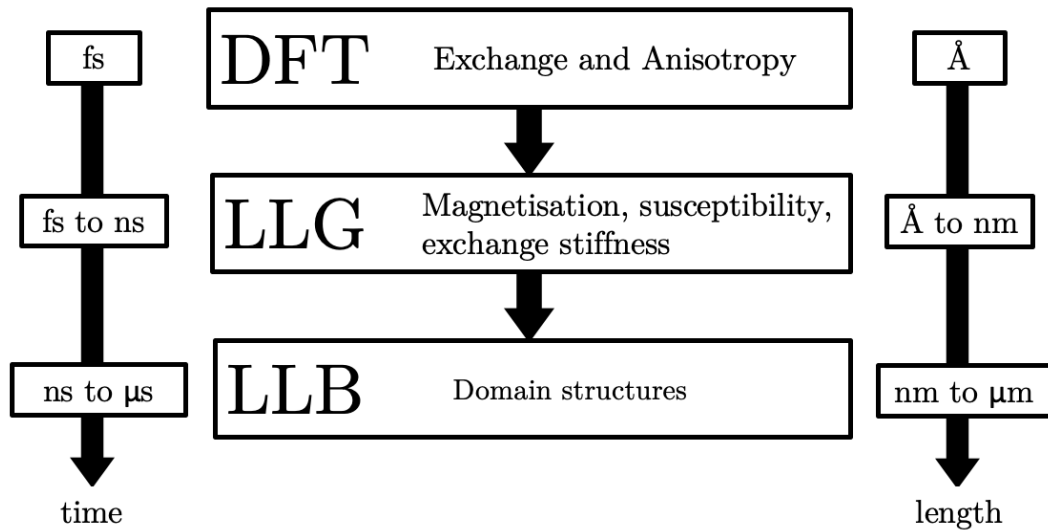 fs
DFT Exchange and Anisotropy
Å
fs to ns
LLG Magnetisation, susceptibility,
exchange stiffness
Å to nm
ns to μs
LLB Domain structures
nm to μm
time
length